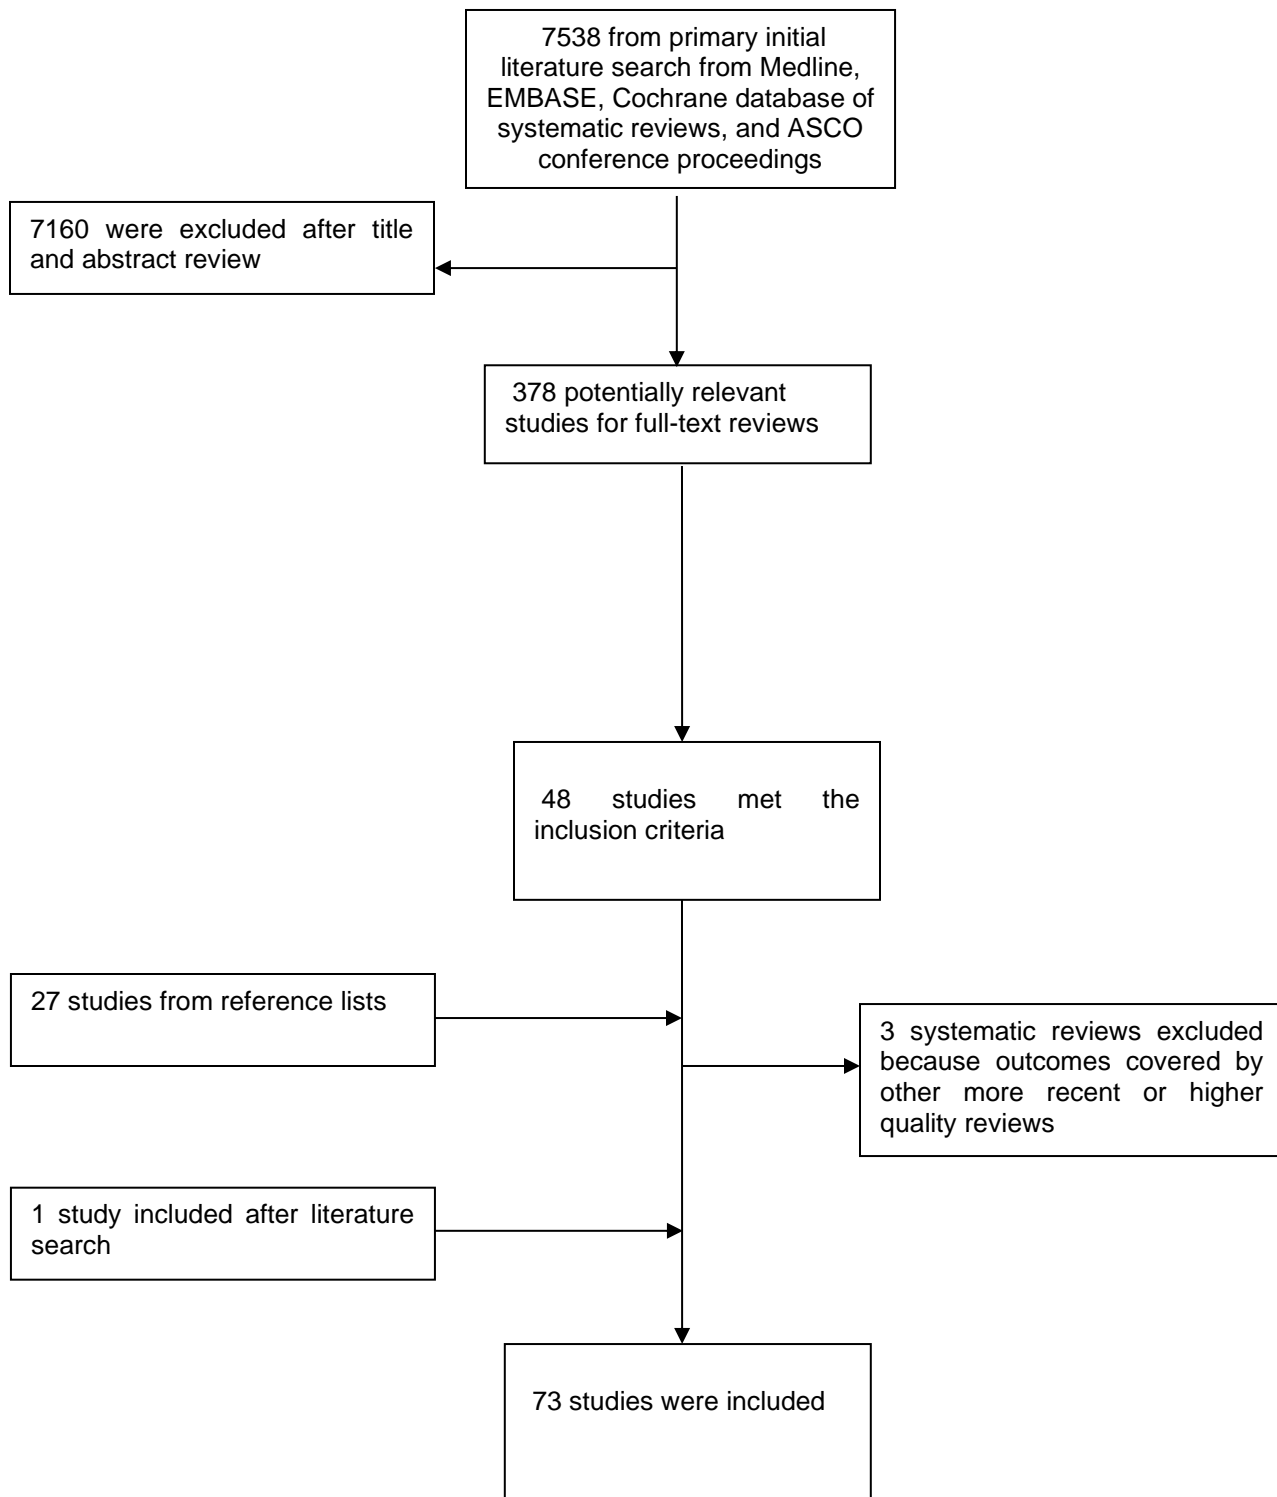 7538 from primary initial
literature search from Medline,
EMBASE, Cochrane database of
systematic reviews, and ASCO
conference proceedings
7160 were excluded after title
and abstract review
378 potentially relevant
studies for full-text reviews
48 studies met the
inclusion criteria
27 studies from reference lists
3 systematic reviews excluded
because outcomes covered by
other more recent or higher
quality reviews
1 study included after literature
search
73 studies were included